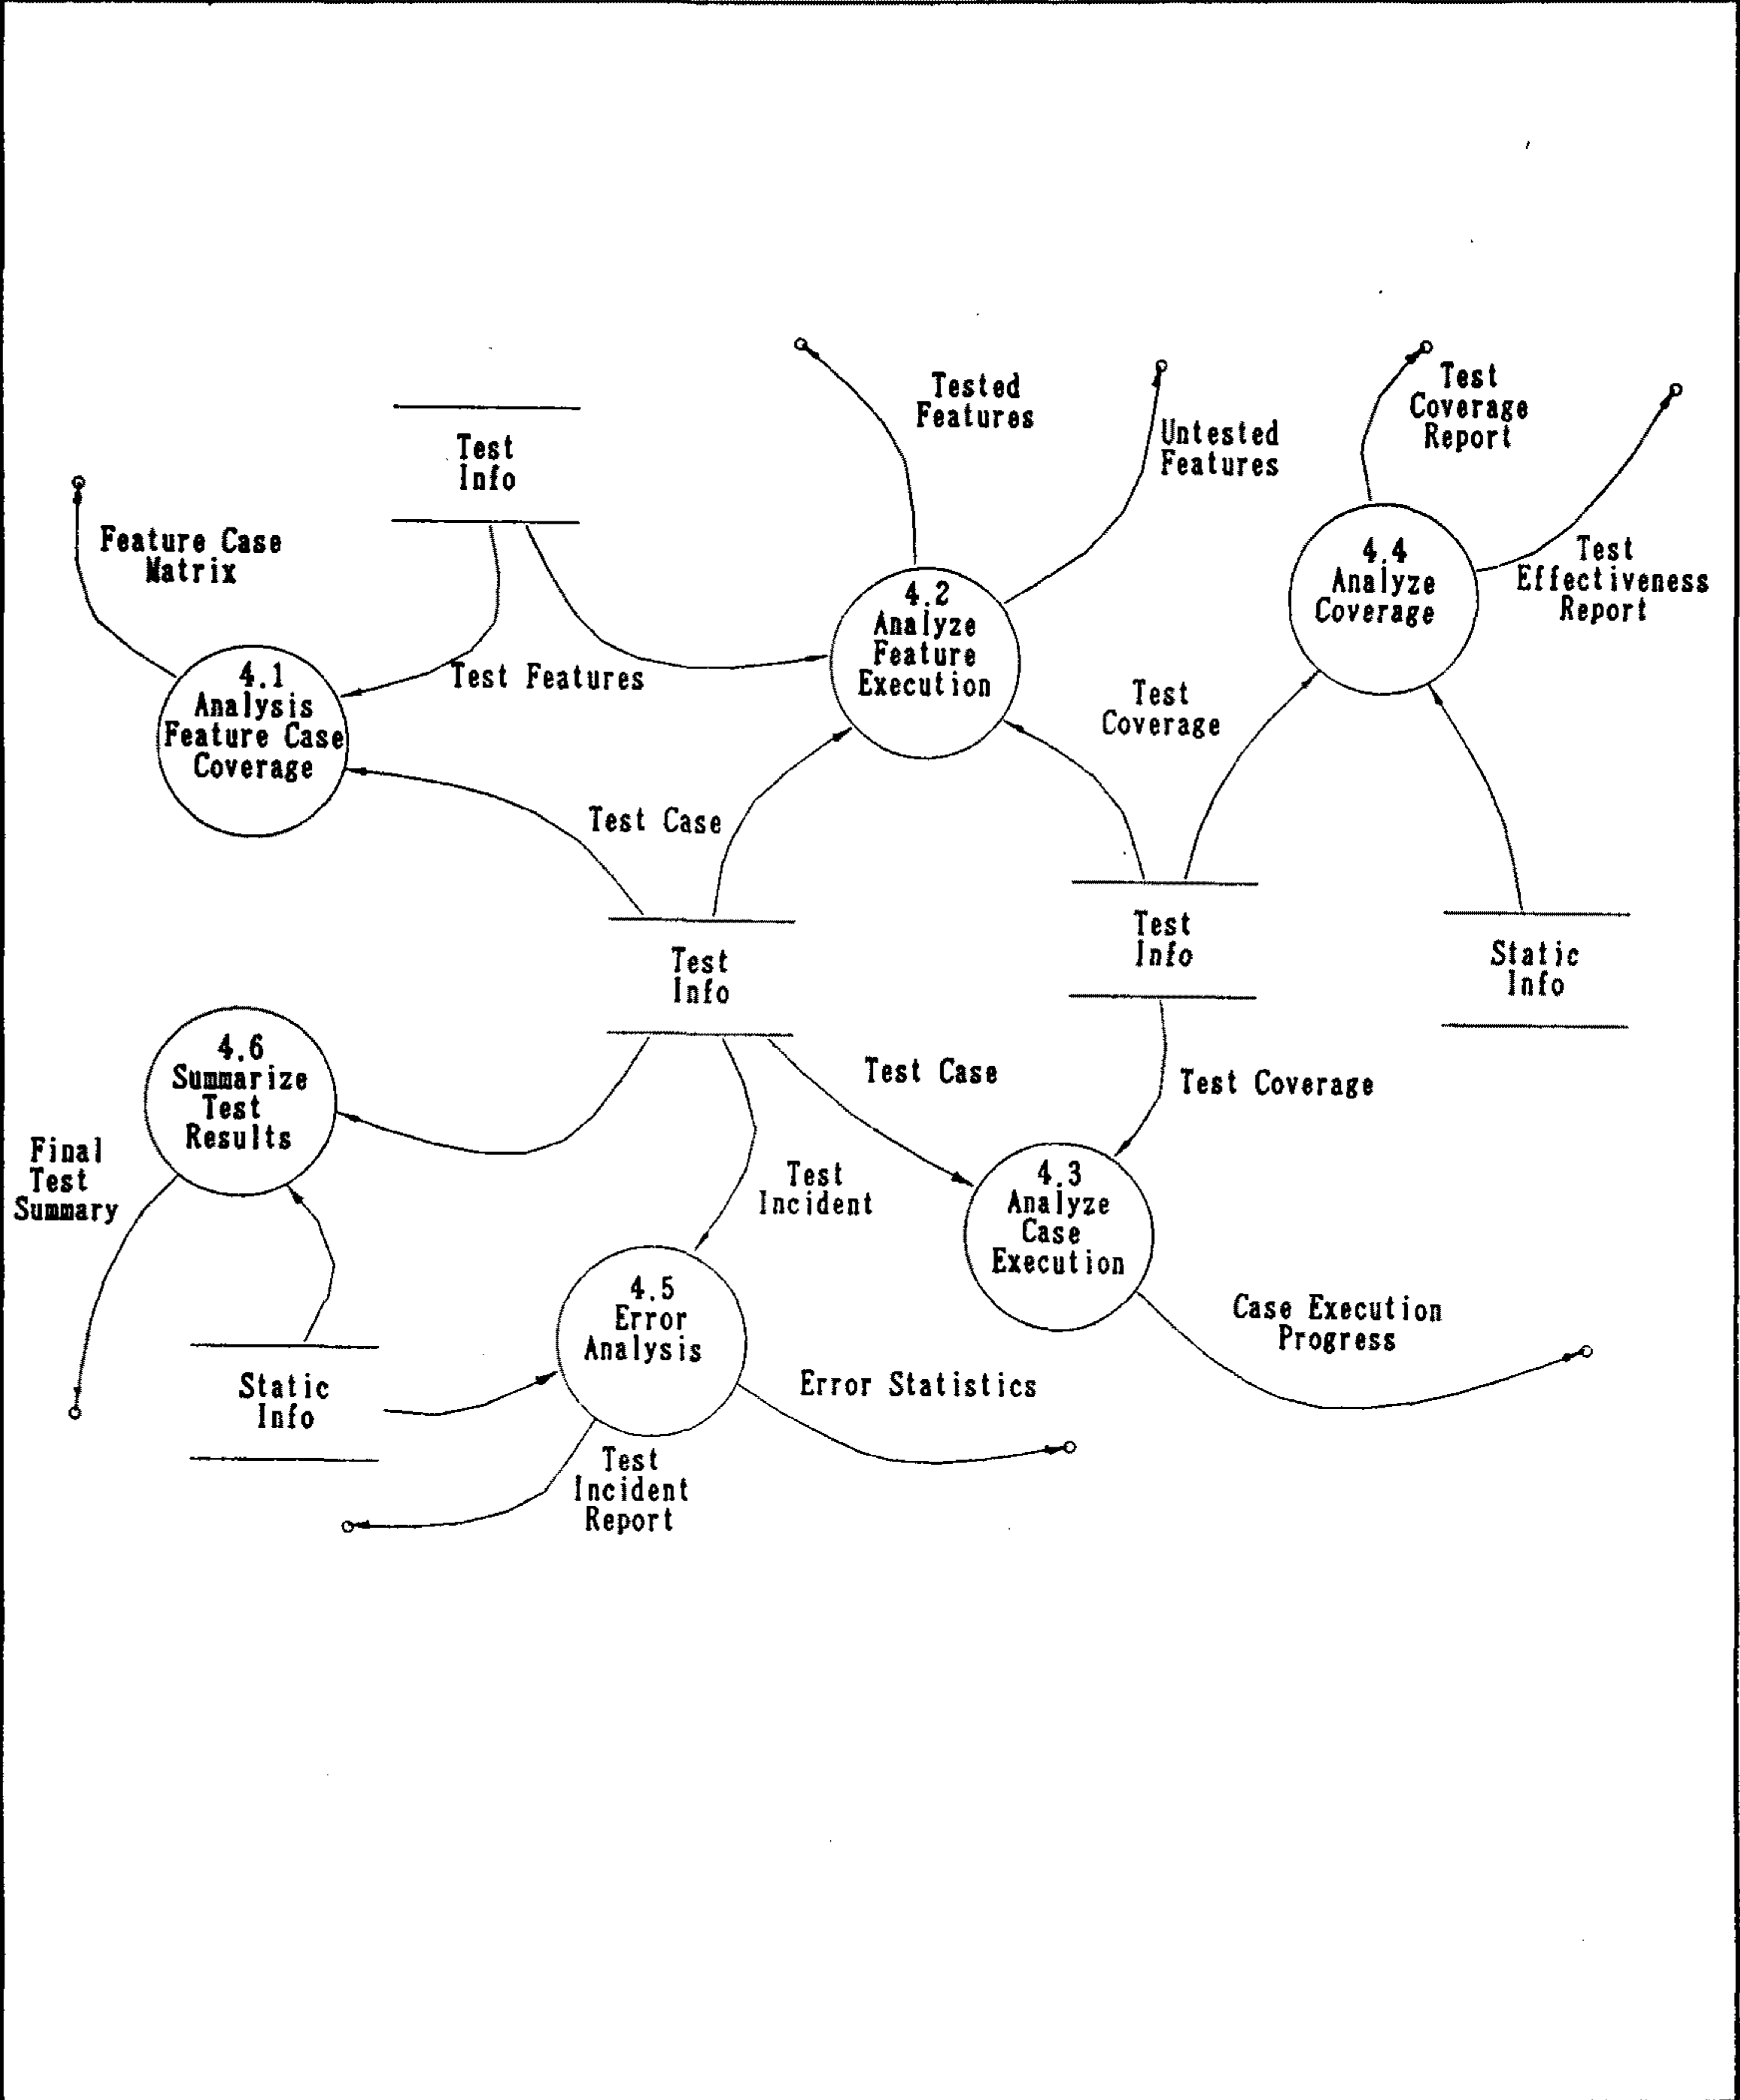 Tested
Features
Untested
Features
Test
Coverage
Report
Test
Info
Feature Case
Matrix
4.4
Analyze
Coverage
Test
Effectiveness
Report
4.2
Analyze
Feature
Execution
4.1
Analysis
Feature Case
Coverage
Test Features
Test
Coverage
Test Case
Test
Info
Test
Info
Static
Info
4.6
Summarize
Test
Results
Test Case
Test Coverage
Final
Test
Summary
Test
Incident
4.3
Analyze
Case
Execution
4.5
Error
Analysis
Case Execution
Progress
Static
Info
Error Statistics
Test
Incident
Report